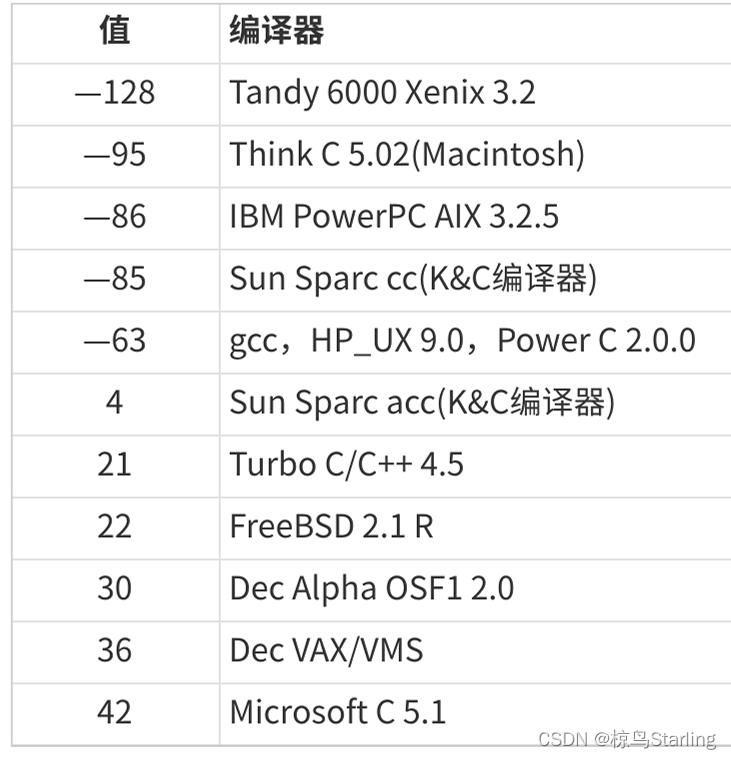 值 编译器
—128 Tandy 6000 Xenix 3.2
—95 Think C 5.02(Macintosh)
—86 IBM PowerPC AIX 3.2.5
—85 Sun Sparc cc(K&C编译器)
—63 gcc，HP_UX 9.0，Power C 2.0.0
4 Sun Sparc acc(K&C编译器)
21 Turbo C/C++ 4.5
22 FreeBSD 2.1 R
30 Dec Alpha OSF1 2.0
36 Dec VAX/VMS
42 Microsoft C 5.1
CSDN @椋鸟Starling